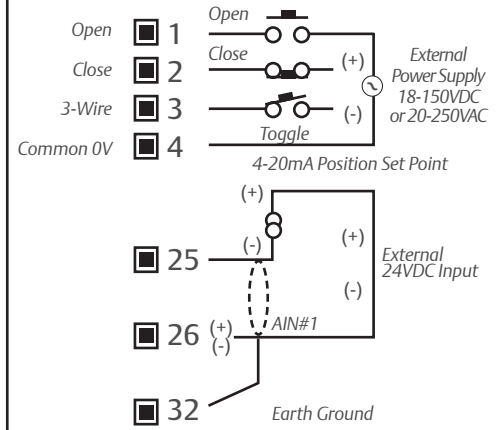 Open 1 Open
Close 2 Close (+) External
Power Supply
18-150VDC
or 20-250VAC
3-Wire 3 (-)
Toggle
Common 0V 4
4-20mA Position Set Point
(+)
(-) (+) External
24VDC Input
25
(-)
26 (+) AIN#1
(-)
32 Earth Ground